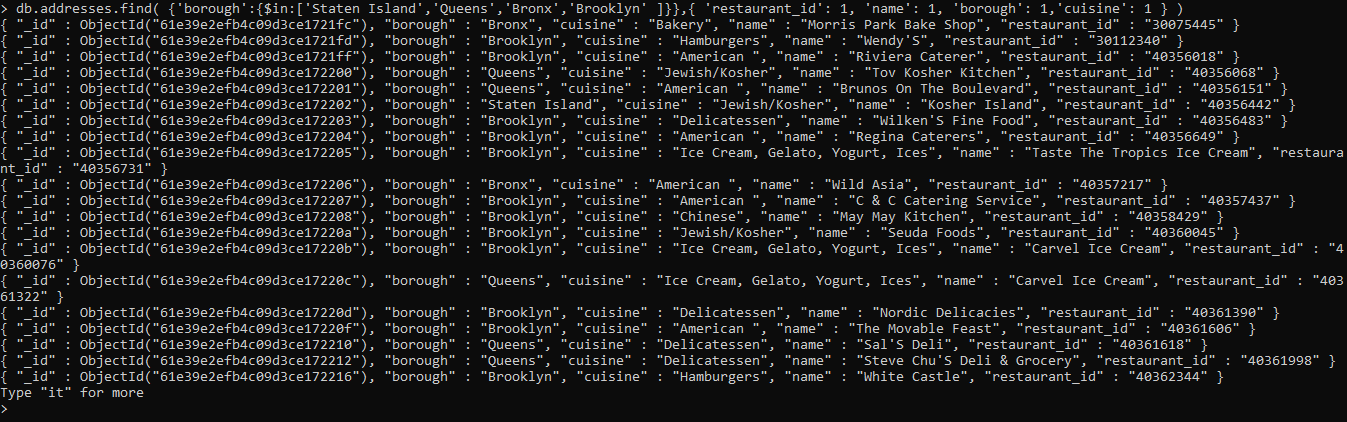 > db.addresses.find( {'borough':{$in:['Staten Island','Queens','Bronx','Brooklyn' ]}},{ 'restaurant_id': 1, 'name': 1, 'borough': 1,'cuisine': 1 } )
{ "_id" : ObjectId("61e39e2efb4c09d3ce1721fc"), "borough" : "Bronx", "cuisine" : "Bakery", "name" : "Morris Park Bake Shop", "restaurant_id" : "30075445" }
{ "_id" : ObjectId("61e39e2efb4c09d3ce1721fd"), "borough" : "Brooklyn", "cuisine" : "Hamburgers", "name" : "Wendy'S", "restaurant_id" : "30112340" }
{ "_id" : ObjectId("61e39e2efb4c09d3ce1721ff"), "borough" : "Brooklyn", "cuisine" : "American ", "name" : "Riviera Caterer", "restaurant_id" : "40356018" }
{ "_id" : ObjectId("61e39e2efb4c09d3ce172200"), "borough" : "Queens", "cuisine" : "Jewish/Kosher", "name" : "Tov Kosher Kitchen", "restaurant_id" : "40356068" }
{ "_id" : ObjectId("61e39e2efb4c09d3ce172201"), "borough" : "Queens", "cuisine" : "American ", "name" : "Brunos On The Boulevard", "restaurant_id" : "40356151" }
{ "_id" : ObjectId("61e39e2efb4c09d3ce172202"), "borough" : "Staten Island", "cuisine" : "Jewish/Kosher", "name" : "Kosher Island", "restaurant_id" : "40356442" }
{ "_id" : ObjectId("61e39e2efb4c09d3ce172203"), "borough" : "Brooklyn", "cuisine" : "Delicatessen", "name" : "Wilken'S Fine Food", "restaurant_id" : "40356483" }
{ "_id" : ObjectId("61e39e2efb4c09d3ce172204"), "borough" : "Brooklyn", "cuisine" : "American ", "name" : "Regina Caterers", "restaurant_id" : "40356649" }
{ "_id" : ObjectId("61e39e2efb4c09d3ce172205"), "borough" : "Brooklyn", "cuisine" : "Ice Cream, Gelato, Yogurt, Ices", "name" : "Taste The Tropics Ice Cream", "restaura
nt_id" : "40356731" }
{ "_id" : ObjectId("61e39e2efb4c09d3ce172206"), "borough" : "Bronx", "cuisine" : "American ", "name" : "Wild Asia", "restaurant_id" : "40357217" }
{ "_id" : ObjectId("61e39e2efb4c09d3ce172207"), "borough" : "Brooklyn", "cuisine" : "American ", "name" : "C & C Catering Service", "restaurant_id" : "40357437" }
{ "_id" : ObjectId("61e39e2efb4c09d3ce172208"), "borough" : "Brooklyn", "cuisine" : "Chinese", "name" : "May May Kitchen", "restaurant_id" : "40358429" }
{ "_id" : ObjectId("61e39e2efb4c09d3ce17220a"), "borough" : "Brooklyn", "cuisine" : "Jewish/Kosher", "name" : "Seuda Foods", "restaurant_id" : "40360045" }
{ "_id" : ObjectId("61e39e2efb4c09d3ce17220b"), "borough" : "Brooklyn", "cuisine" : "Ice Cream, Gelato, Yogurt, Ices", "name" : "Carvel Ice Cream", "restaurant_id" : "4
0360076" }
{ "_id" : ObjectId("61e39e2efb4c09d3ce17220c"), "borough" : "Queens", "cuisine" : "Ice Cream, Gelato, Yogurt, Ices", "name" : "Carvel Ice Cream", "restaurant_id" : "403
61322" }
{ "_id" : ObjectId("61e39e2efb4c09d3ce17220d"), "borough" : "Brooklyn", "cuisine" : "Delicatessen", "name" : "Nordic Delicacies", "restaurant_id" : "40361390" }
{ "_id" : ObjectId("61e39e2efb4c09d3ce17220f"), "borough" : "Brooklyn", "cuisine" : "American ", "name" : "The Movable Feast", "restaurant_id" : "40361606" }
{ "_id" : ObjectId("61e39e2efb4c09d3ce172210"), "borough" : "Queens", "cuisine" : "Delicatessen", "name" : "Sal'S Deli", "restaurant_id" : "40361618" }
{ "_id" : ObjectId("61e39e2efb4c09d3ce172212"), "borough" : "Queens", "cuisine" : "Delicatessen", "name" : "Steve Chu'S Deli & Grocery", "restaurant_id" : "40361998" }
{ "_id" : ObjectId("61e39e2efb4c09d3ce172216"), "borough" : "Brooklyn", "cuisine" : "Hamburgers", "name" : "White Castle", "restaurant_id" : "40362344" }
Type "it" for more
>